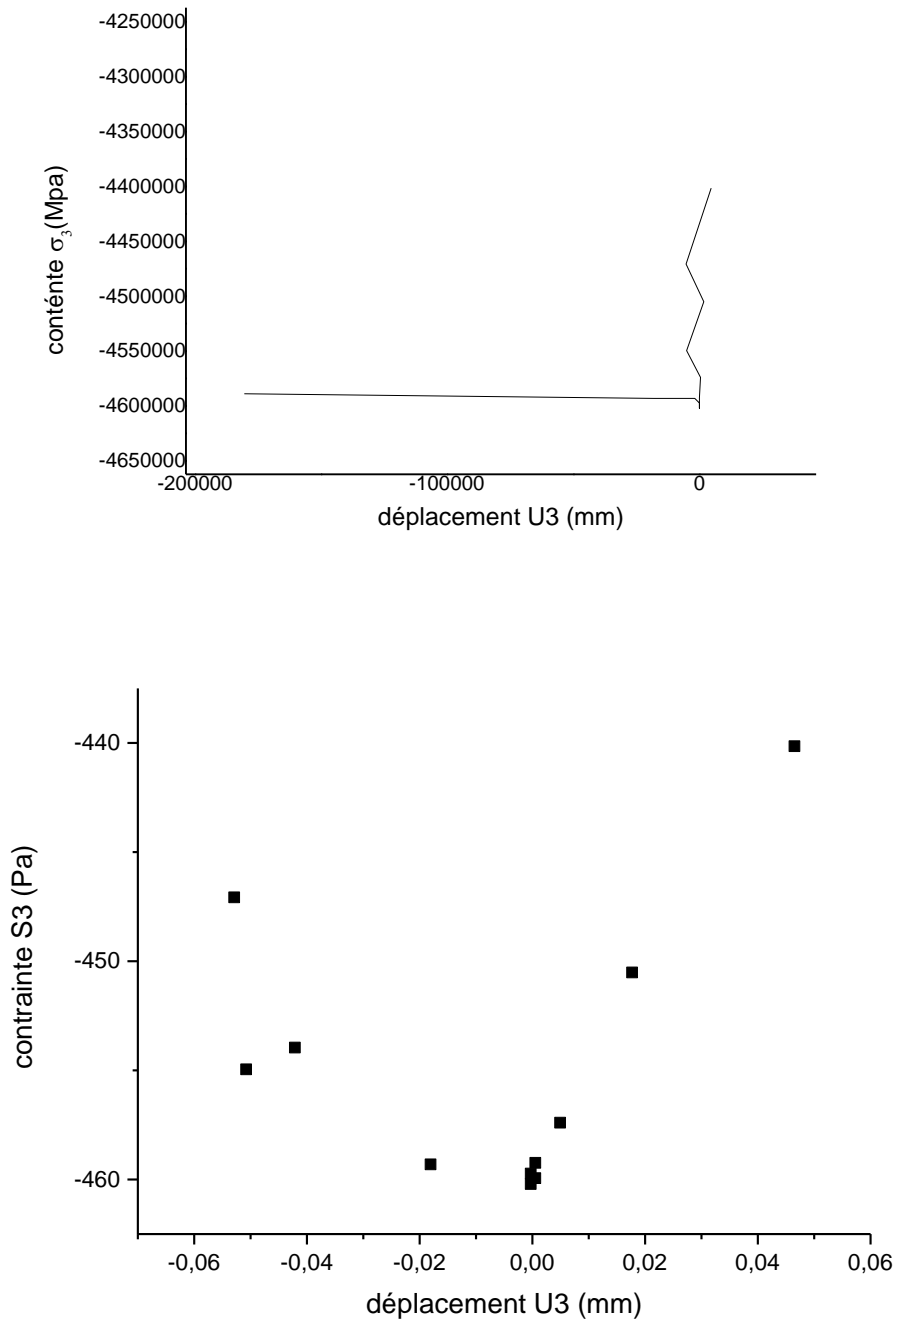 -4250000
-4300000
-4350000
-4400000
-4450000
-4500000
-4550000
-4600000
-4650000
conténte σ3(Mpa)
-200000 -100000 0
déplacement U3 (mm)
-440
-450
-460
contrainte S3 (Pa)
-0,06 -0,04 -0,02 0,00 0,02 0,04 0,06
déplacement U3 (mm)